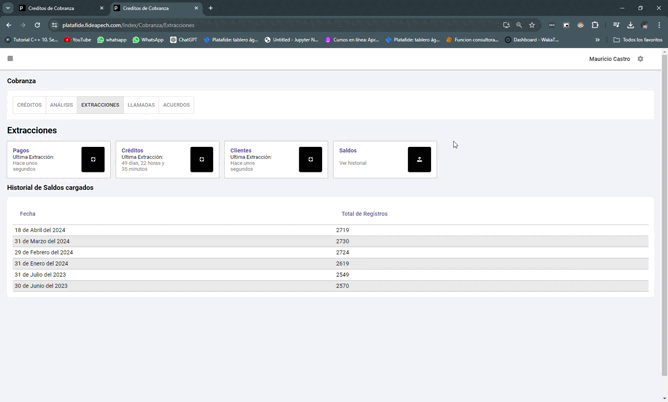 Creditos de Cobranza
Creditos de Cobranza
platafide.fideapech.com/Index/Cobranza/Extracciones
Tutorial C++ 10. Se...
YouTube
whatsapp
WhatsApp
ChatGPT
Platafide tablero ág...
Untitled - Jupyter N...
Cursos en línea: Apr...
Platafide tablero ág...
Funcion consultora...
Dashboard - WakaT...
Todos los favoritos
Mauricio Castro
Cobranza
CRÉDITOS ANÁLISIS EXTRACCIONES LLAMADAS ACUERDOS
Extracciones
Pagos
Ultima Extracción:
Hace unos
segundos
Créditos
Ultima Extracción:
49 días, 22 horas y
35 minutos
Clientes
Ultima Extracción:
Hace unos
segundos
Saldos
Ver historial
Historial de Saldos cargados
Fecha Total de Registros
18 de Abril del 2024 2719
31 de Marzo del 2024 2730
29 de Febrero del 2024 2724
31 de Enero del 2024 2619
31 de Julio del 2023 2549
30 de Junio del 2023 2570